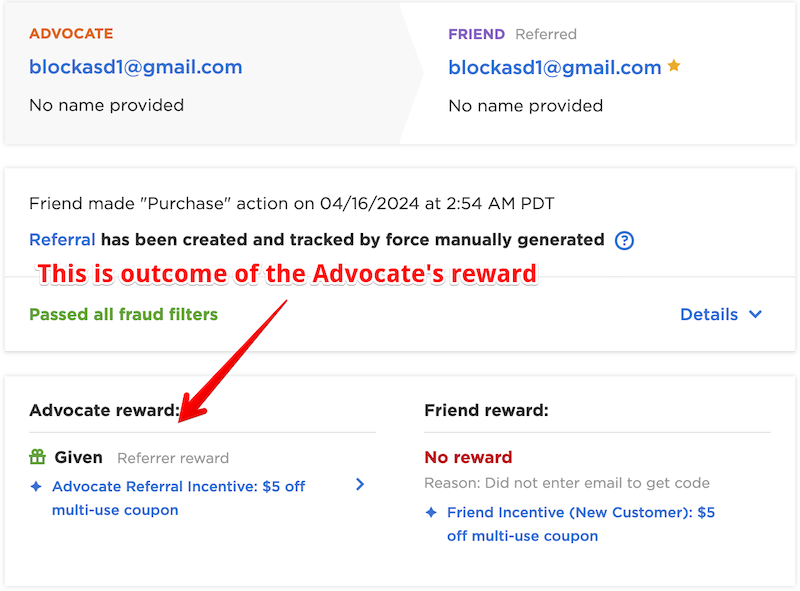 ADVOCATE
blockasd1@gmail.com
No name provided
FRIEND Referred
blockasd1@gmail.com
No name provided
Friend made "Purchase" action on 04/16/2024 at 2:54 AM PDT
Referral has been created and tracked by force manually generated ?
This is outcome of the Advocate's reward
Passed all fraud filters
Details
Advocate reward:
Given Referrer reward
Advocate Referral Incentive: $5 off
multi-use coupon
Friend reward:
No reward
Reason: Did not enter email to get code
Friend Incentive (New Customer): $5
off multi-use coupon